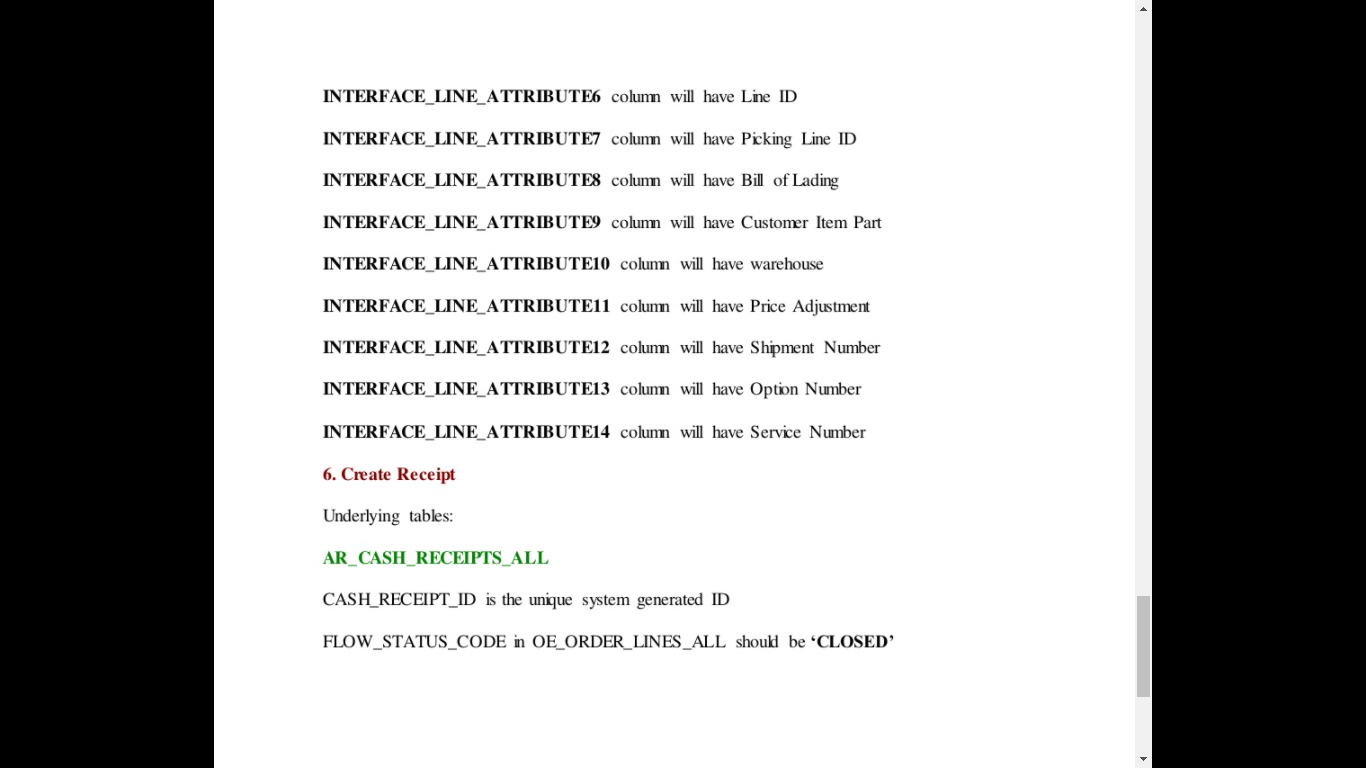 INTERFACE_LINE_ATTRIBUTE6 column will have Line ID
INTERFACE_LINE_ATTRIBUTE7 column will have Picking Line ID
INTERFACE_LINE_ATTRIBUTE8 column will have Bill of Lading
INTERFACE_LINE_ATTRIBUTE9 column will have Customer Item Part
INTERFACE_LINE_ATTRIBUTE10 column will have warehouse
INTERFACE_LINE_ATTRIBUTE11 column will have Price Adjustment
INTERFACE_LINE_ATTRIBUTE12 column will have Shipment Number
INTERFACE_LINE_ATTRIBUTE13 column will have Option Number
INTERFACE_LINE_ATTRIBUTE14 column will have Service Number
6. Create Receipt
Underlying tables:
AR_CASH_RECEIPTS_ALL
CASH_RECEIPT_ID is the unique system generated ID
FLOW_STATUS_CODE in OE_ORDER_LINES_ALL should be ‘CLOSED’